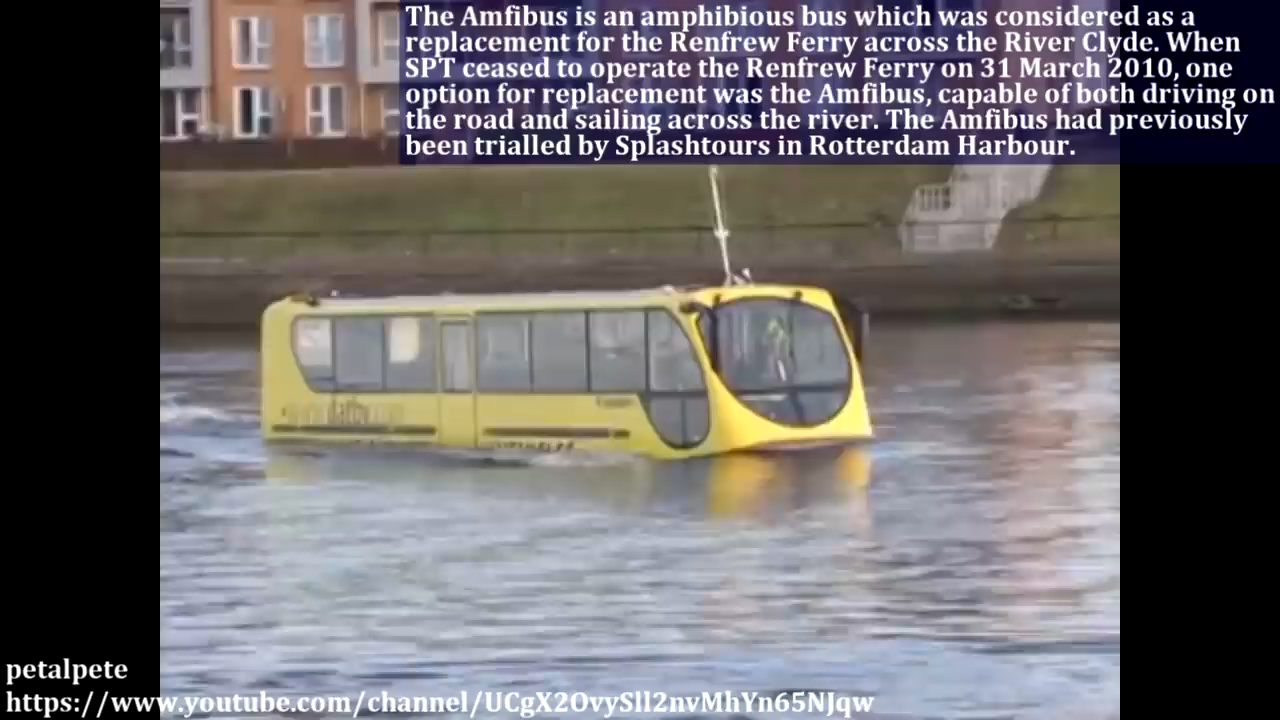 The Amfibus is an amphibious bus which was considered as a
replacement for the Renfrew Ferry across the River Clyde. When
SPT ceased to operate the Renfrew Ferry on 31 March 2010, one
option for replacement was the Amfibus, capable of both driving on
the road and sailing across the river. The Amfibus had previously
been trialled by Splashtours in Rotterdam Harbour.
petalpete
https://www.youtube.com/channel/UCgX2OvySll2nvMhYn65NJqw